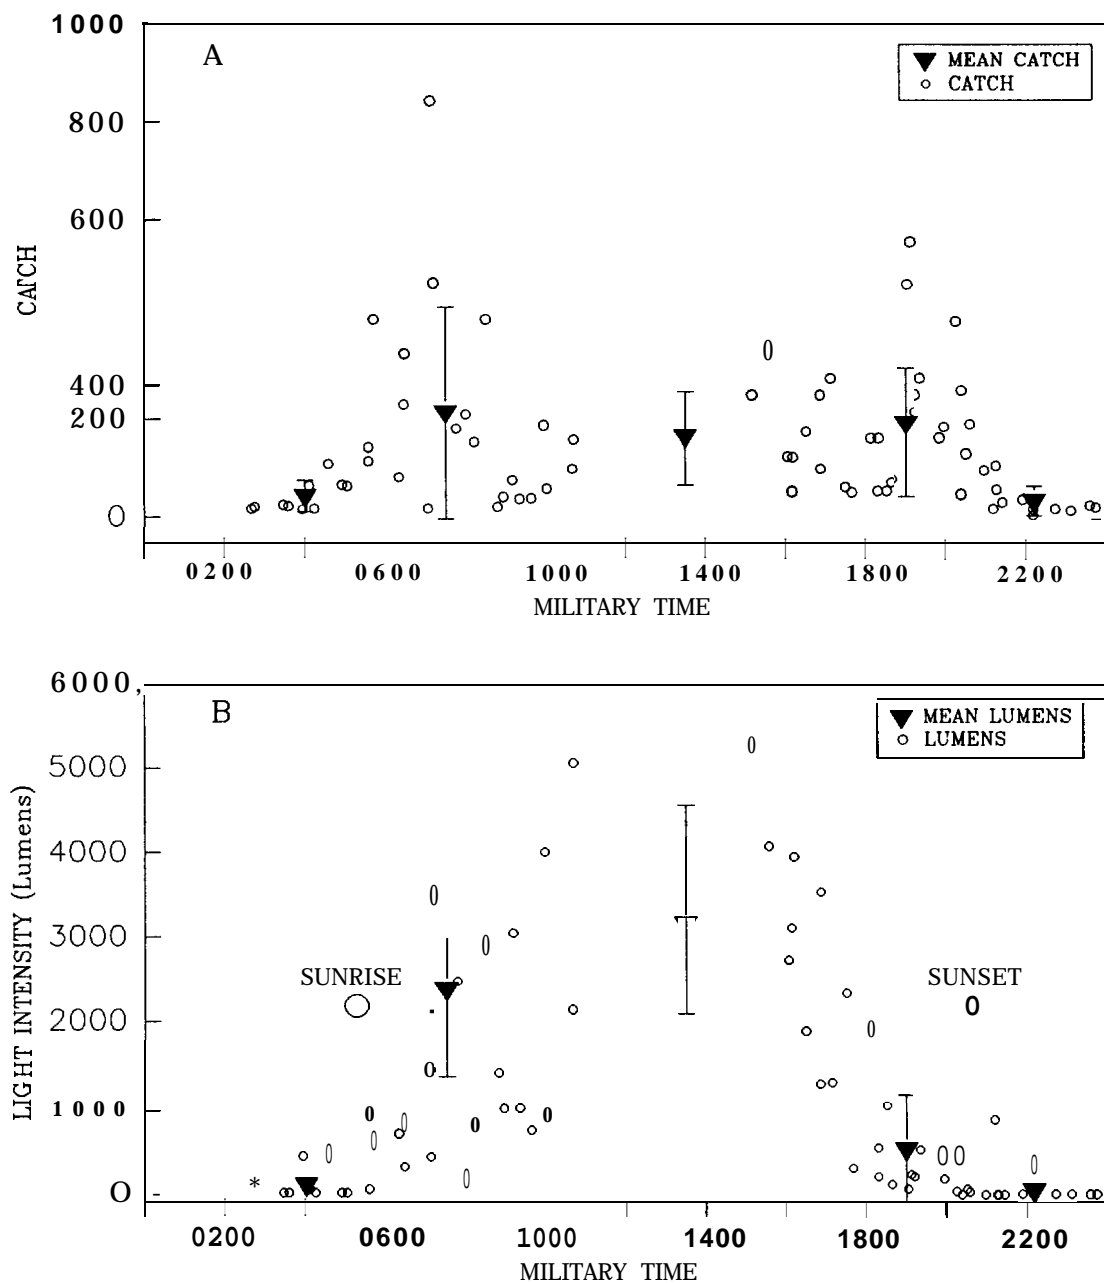 1000
A
MEAN CATCH
CATCH
800
600
CATCH
400
200
0
0200 0600 1000 1400 1800 2200
MILITARY TIME
6000,
B
MEAN LUMENS
LUMENS
5000
4000
3000
SUNRISE
SUNSET
2000
LIGHT INTENSITY (Lumens)
1000
0
0200 0600 1000 1400 1800 2200
MILITARY TIME